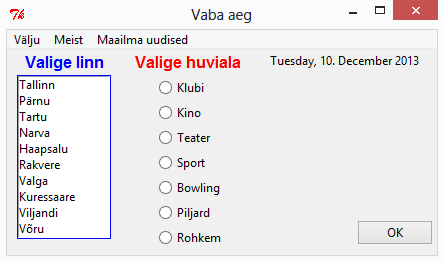 Vaba aeg
Välju Meist Maailma uudised
Valige linn
Tallinn
Pärnu
Tartu
Narva
Haapsalu
Rakvere
Valga
Kuressaare
Viljandi
Võru
Valige huviala
Klubi
Kino
Teater
Sport
Bowling
Piljard
Rohkem
Tuesday, 10. December 2013
OK